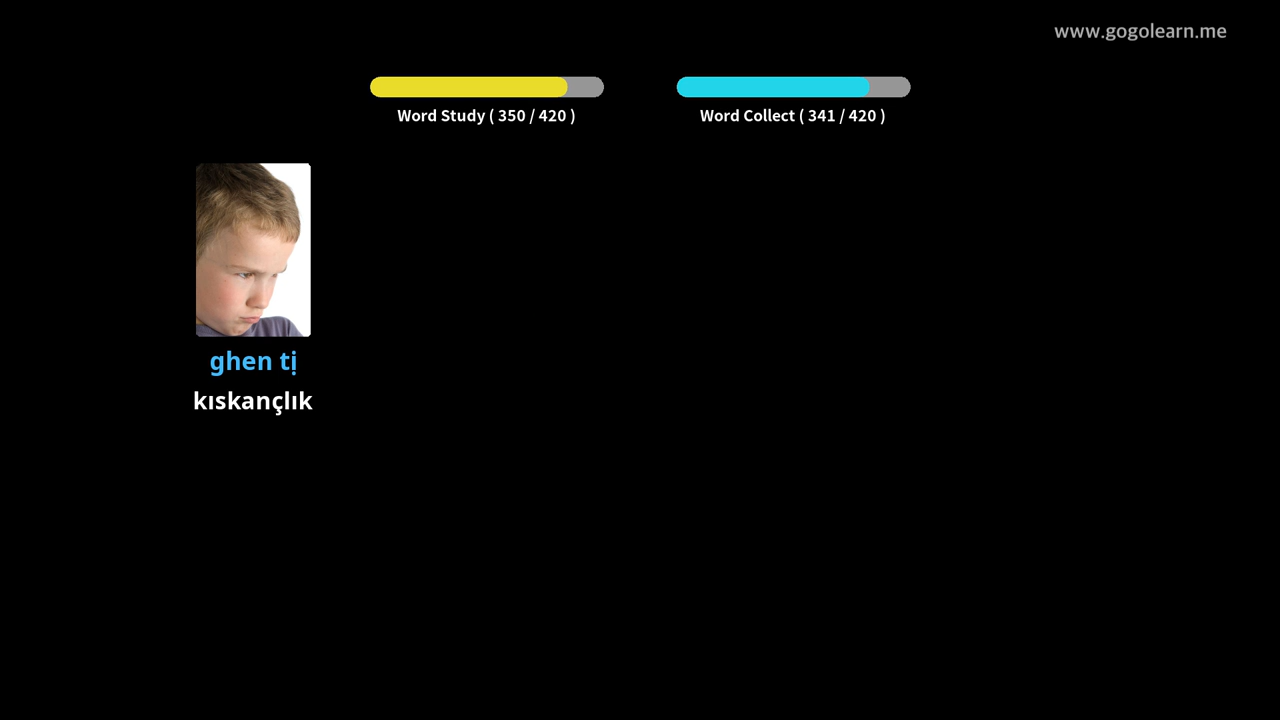 www.gogolearn.me
Word Study ( 350 / 420 )
Word Collect ( 341 / 420 )
ghen tị
kıskançlık